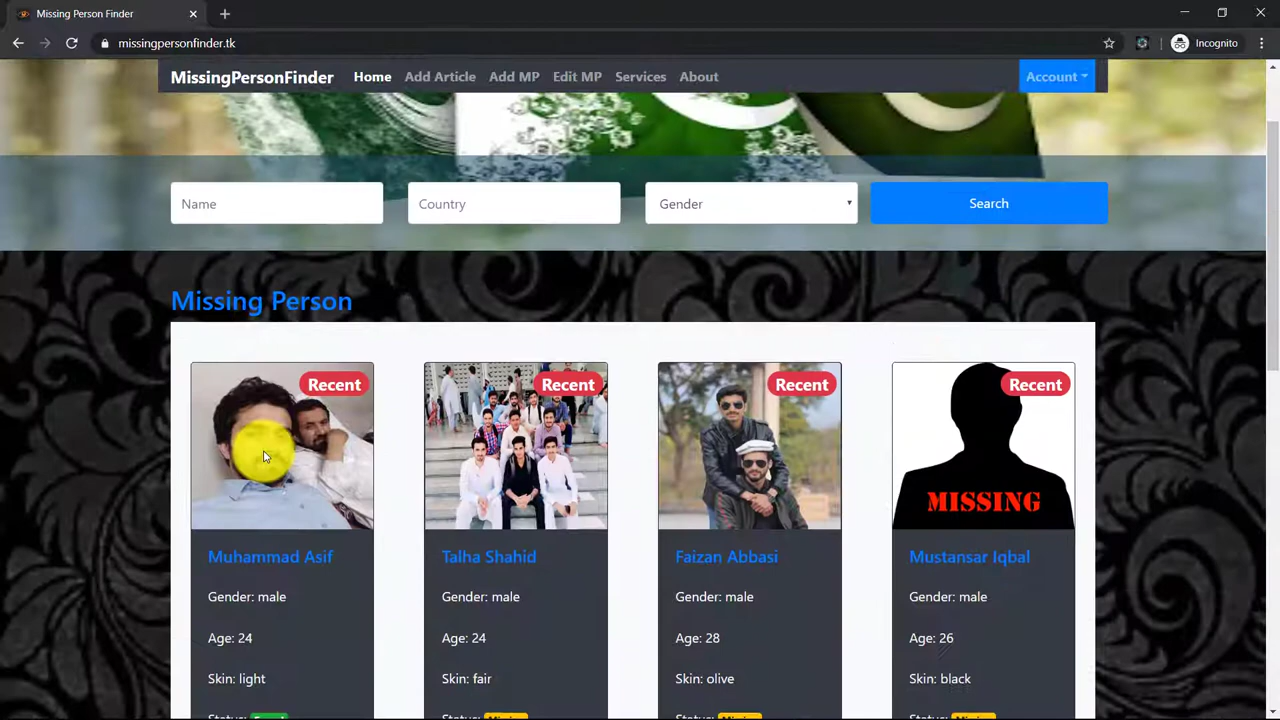 Missing Person Finder
missingpersonfinder.tk
Incognito
MissingPersonFinder Home Add Article Add MP Edit MP Services About Account
Name Country Gender Search
Missing Person
Recent Recent Recent Recent
MISSING
Muhammad Asif Talha Shahid Faizan Abbasi Mustansar Iqbal
Gender: male Gender: male Gender: male Gender: male
Age: 24 Age: 24 Age: 28 Age: 26
Skin: light Skin: fair Skin: olive Skin: black